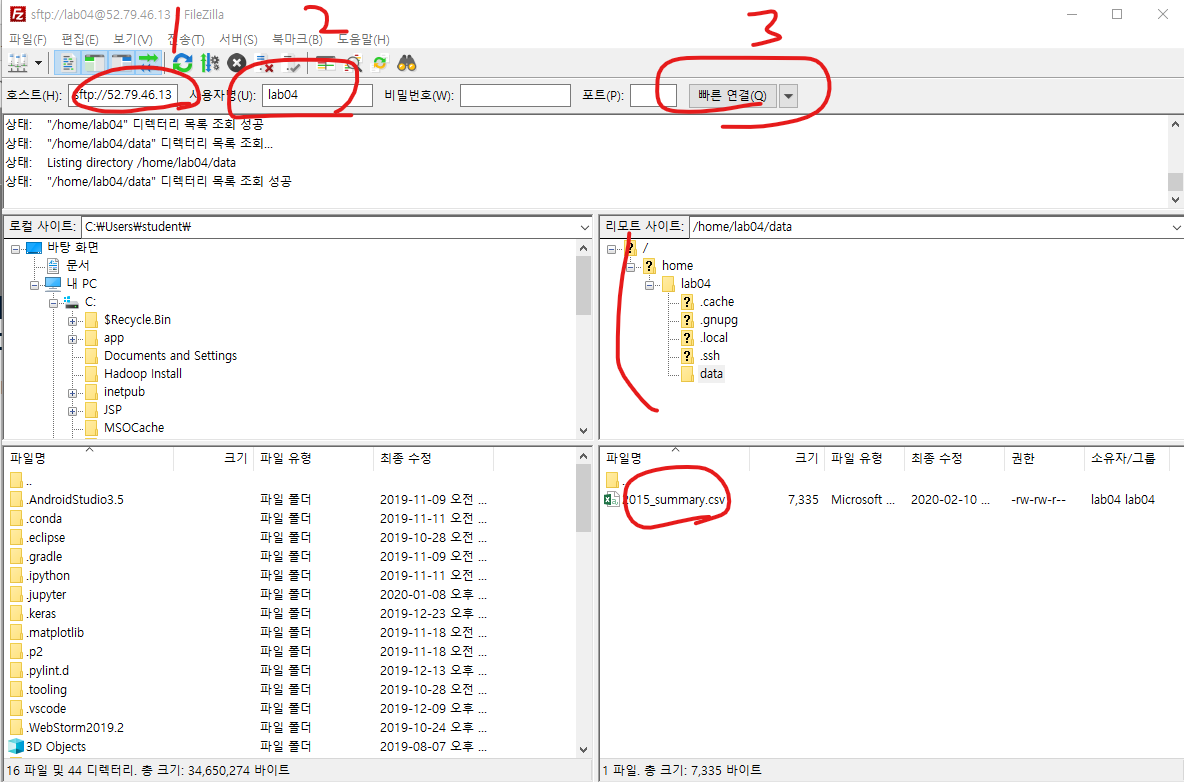 sftp://lab04@52.79.46.13 FileZilla
1 2 3
파일(F) 편집(E) 보기(V) 전송(T) 서버(S) 북마크(B) 도움말(H)
호스트(H): sftp://52.79.46.13 사용자명(U): lab04 비밀번호(W): 포트(P): 빠른 연결(Q)
상태: "/home/lab04" 디렉터리 목록 조회 성공
상태: "/home/lab04/data" 디렉터리 목록 조회...
상태: Listing directory /home/lab04/data
상태: "/home/lab04/data" 디렉터리 목록 조회 성공
로컬 사이트: C:₩Users₩student₩
바탕 화면
문서
내 PC
C:
$Recycle.Bin
app
Documents and Settings
Hadoop Install
inetpub
JSP
MSOCache
리모트 사이트: /home/lab04/data
? /
? home
lab04
? .cache
? .gnupg
? .local
? .ssh
data
파일명 크기 파일 유형 최종 수정
..
.AndroidStudio3.5 파일 폴더 2019-11-09 오전 ...
.conda 파일 폴더 2019-11-11 오전 ...
.eclipse 파일 폴더 2019-10-28 오전 ...
.gradle 파일 폴더 2019-11-09 오전 ...
.ipython 파일 폴더 2019-11-11 오전 ...
.jupyter 파일 폴더 2020-01-08 오후 ...
.keras 파일 폴더 2019-12-23 오후 ...
.matplotlib 파일 폴더 2019-11-18 오전 ...
.p2 파일 폴더 2019-11-18 오전 ...
.pylint.d 파일 폴더 2019-12-13 오후 ...
.tooling 파일 폴더 2019-10-28 오전 ...
.vscode 파일 폴더 2019-12-09 오후 ...
.WebStorm2019.2 파일 폴더 2019-10-24 오후 ...
3D Objects 파일 폴더 2019-08-07 오후 ...
16 파일 및 44 디렉터리. 총 크기: 34,650,274 바이트
파일명 크기 파일 유형 최종 수정 권한 소유자/그룹
..
2015_summary.csv 7,335 Microsoft ... 2020-02-10 ... -rw-rw-r-- lab04 lab04
1 파일. 총 크기: 7,335 바이트